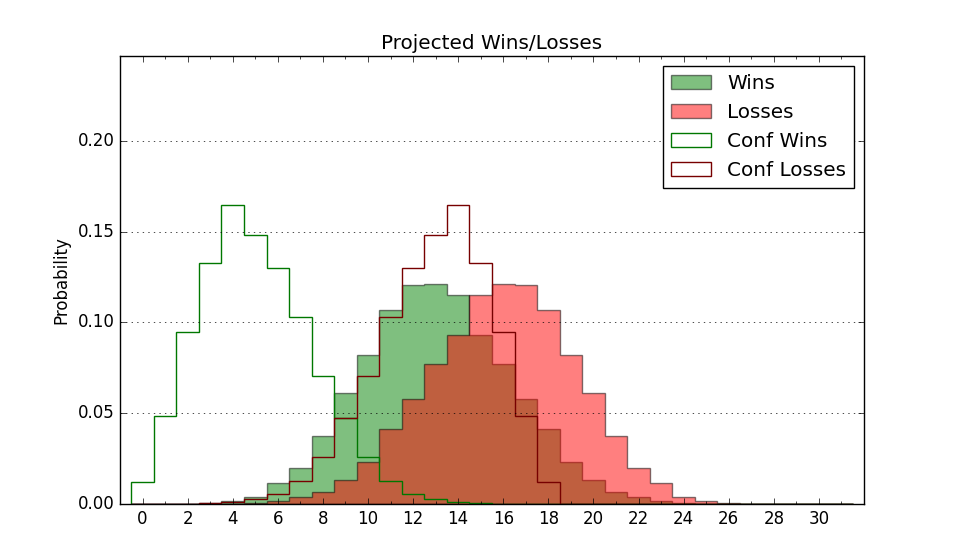 Projected Wins/Losses
Wins
Losses
Conf Wins
Conf Losses
Probability
0.20
0.15
0.10
0.05
0.00
0 2 4 6 8 10 12 14 16 18 20 22 24 26 28 30